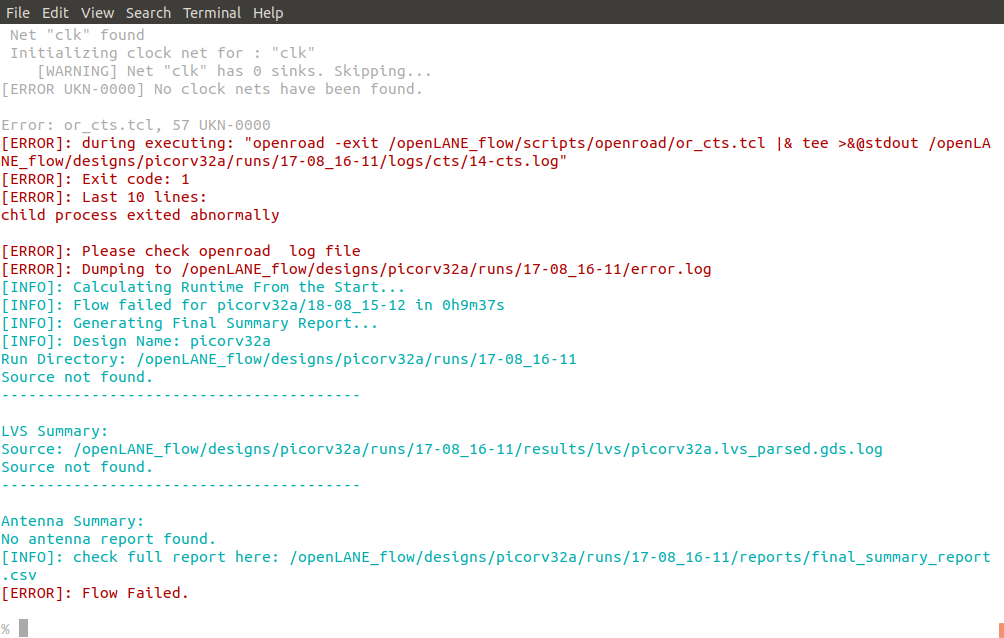 File Edit View Search Terminal Help
Net "clk" found
Initializing clock net for : "clk"
[WARNING] Net "clk" has 0 sinks. Skipping...
[ERROR UKN-0000] No clock nets have been found.
Error: or_cts.tcl, 57 UKN-0000
[ERROR]: during executing: "openroad -exit /openLANE_flow/scripts/openroad/or_cts.tcl |& tee >&@stdout /openLA
NE_flow/designs/picorv32a/runs/17-08_16-11/logs/cts/14-cts.log"
[ERROR]: Exit code: 1
[ERROR]: Last 10 lines:
child process exited abnormally
[ERROR]: Please check openroad  log file
[ERROR]: Dumping to /openLANE_flow/designs/picorv32a/runs/17-08_16-11/error.log
[INFO]: Calculating Runtime From the Start...
[INFO]: Flow failed for picorv32a/18-08_15-12 in 0h9m37s
[INFO]: Generating Final Summary Report...
[INFO]: Design Name: picorv32a
Run Directory: /openLANE_flow/designs/picorv32a/runs/17-08_16-11
Source not found.
----------------------------------------
LVS Summary:
Source: /openLANE_flow/designs/picorv32a/runs/17-08_16-11/results/lvs/picorv32a.lvs_parsed.gds.log
Source not found.
----------------------------------------
Antenna Summary:
No antenna report found.
[INFO]: check full report here: /openLANE_flow/designs/picorv32a/runs/17-08_16-11/reports/final_summary_report
.csv
[ERROR]: Flow Failed.
%